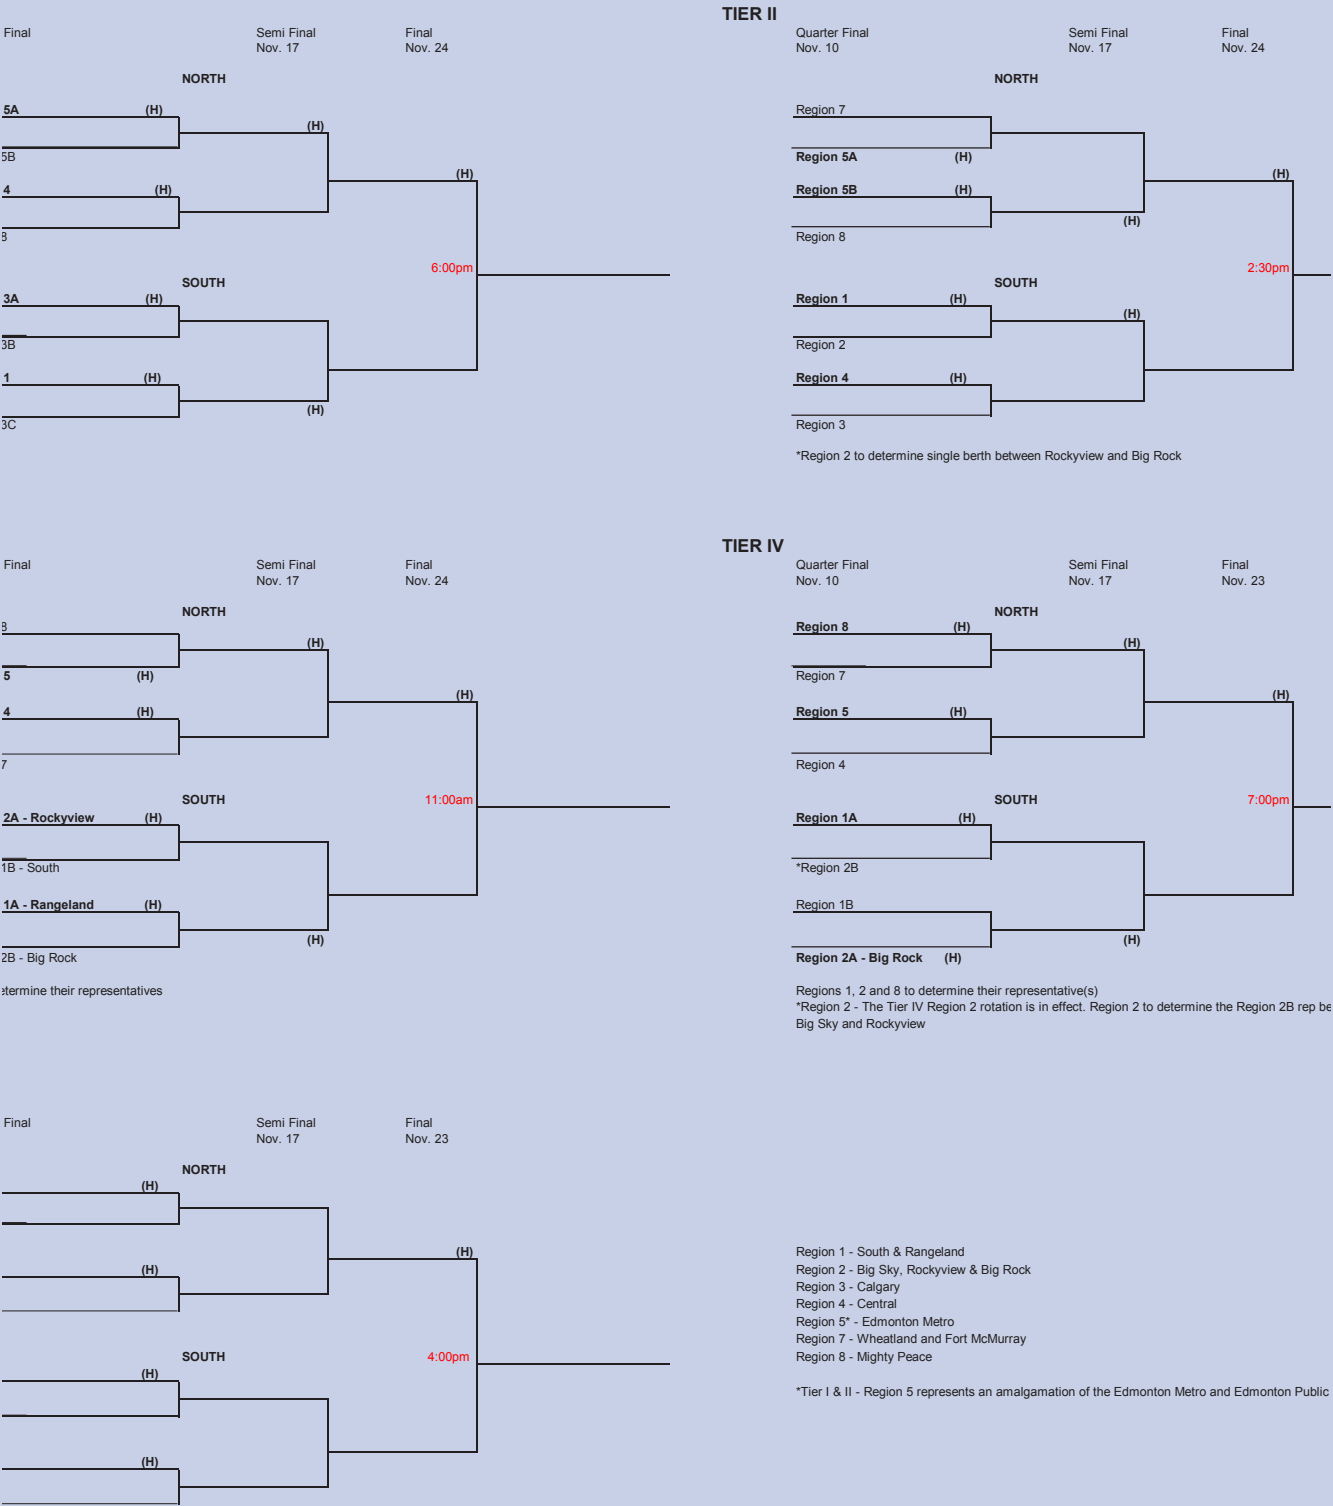 TIER II
Final Semi Final Final
Nov. 17 Nov. 24
NORTH
5A (H)
(H)
5B
(H)
4 (H)
8
6:00pm
SOUTH
3A (H)
3B
1 (H)
(H)
3C
Quarter Final Semi Final Final
Nov. 10 Nov. 17 Nov. 24
NORTH
Region 7
Region 5A (H)
(H)
Region 5B (H)
(H)
Region 8
2:30pm
SOUTH
Region 1 (H)
(H)
Region 2
Region 4 (H)
Region 3
*Region 2 to determine single berth between Rockyview and Big Rock
TIER IV
Final Semi Final Final
Nov. 17 Nov. 24
NORTH
8
(H)
5 (H)
(H)
4 (H)
7
SOUTH 11:00am
2A - Rockyview (H)
1B - South
1A - Rangeland (H)
(H)
2B - Big Rock
etermine their representatives
Quarter Final Semi Final Final
Nov. 10 Nov. 17 Nov. 23
NORTH
Region 8 (H)
(H)
Region 7
(H)
Region 5 (H)
Region 4
SOUTH 7:00pm
Region 1A (H)
*Region 2B
Region 1B
(H)
Region 2A - Big Rock (H)
Regions 1, 2 and 8 to determine their representative(s)
*Region 2 - The Tier IV Region 2 rotation is in effect. Region 2 to determine the Region 2B rep be
Big Sky and Rockyview
Final Semi Final Final
Nov. 17 Nov. 23
NORTH
(H)
(H)
(H)
SOUTH 4:00pm
(H)
(H)
Region 1 - South & Rangeland
Region 2 - Big Sky, Rockyview & Big Rock
Region 3 - Calgary
Region 4 - Central
Region 5* - Edmonton Metro
Region 7 - Wheatland and Fort McMurray
Region 8 - Mighty Peace
*Tier I & II - Region 5 represents an amalgamation of the Edmonton Metro and Edmonton Public